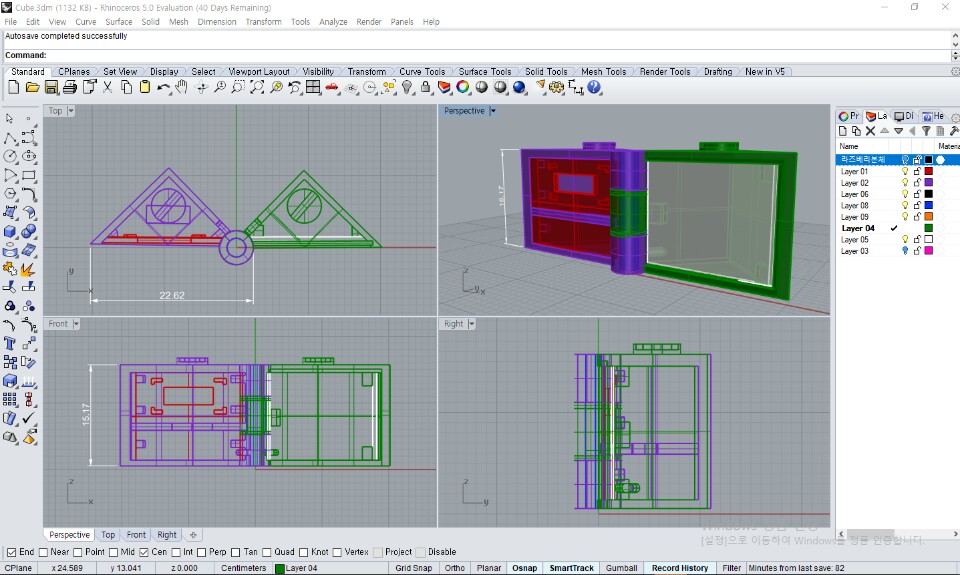 Cube.3dm (1132 KB) - Rhinoceros 5.0 Evaluation (40 Days Remaining)
File Edit View Curve Surface Solid Mesh Dimension Transform Tools Analyze Render Panels Help
Autosave completed successfully
Command:
Standard CPlanes Set View Display Select Viewport Layout Visibility Transform Curve Tools Surface Tools Solid Tools Mesh Tools Render Tools Drafting New in V5
Top
22.62
y
x
Perspective
15.17
z
y
x
Front
15.17
z
x
Right
z
y
Pr La Di He
Name Materia
라즈베리본체
Layer 01
Layer 02
Layer 06
Layer 08
Layer 09
Layer 04
Layer 05
Layer 03
[설정]으로 이동하여 Windows를 정품 인증합니다.
Perspective Top Front Right
End Near Point Mid Cen Int Perp Tan Quad Knot Vertex Project Disable
CPlane x 24.589 y 13.041 z 0.000 Centimeters Layer 04 Grid Snap Ortho Planar Osnap SmartTrack Gumball Record History Filter Minutes from last save: 82